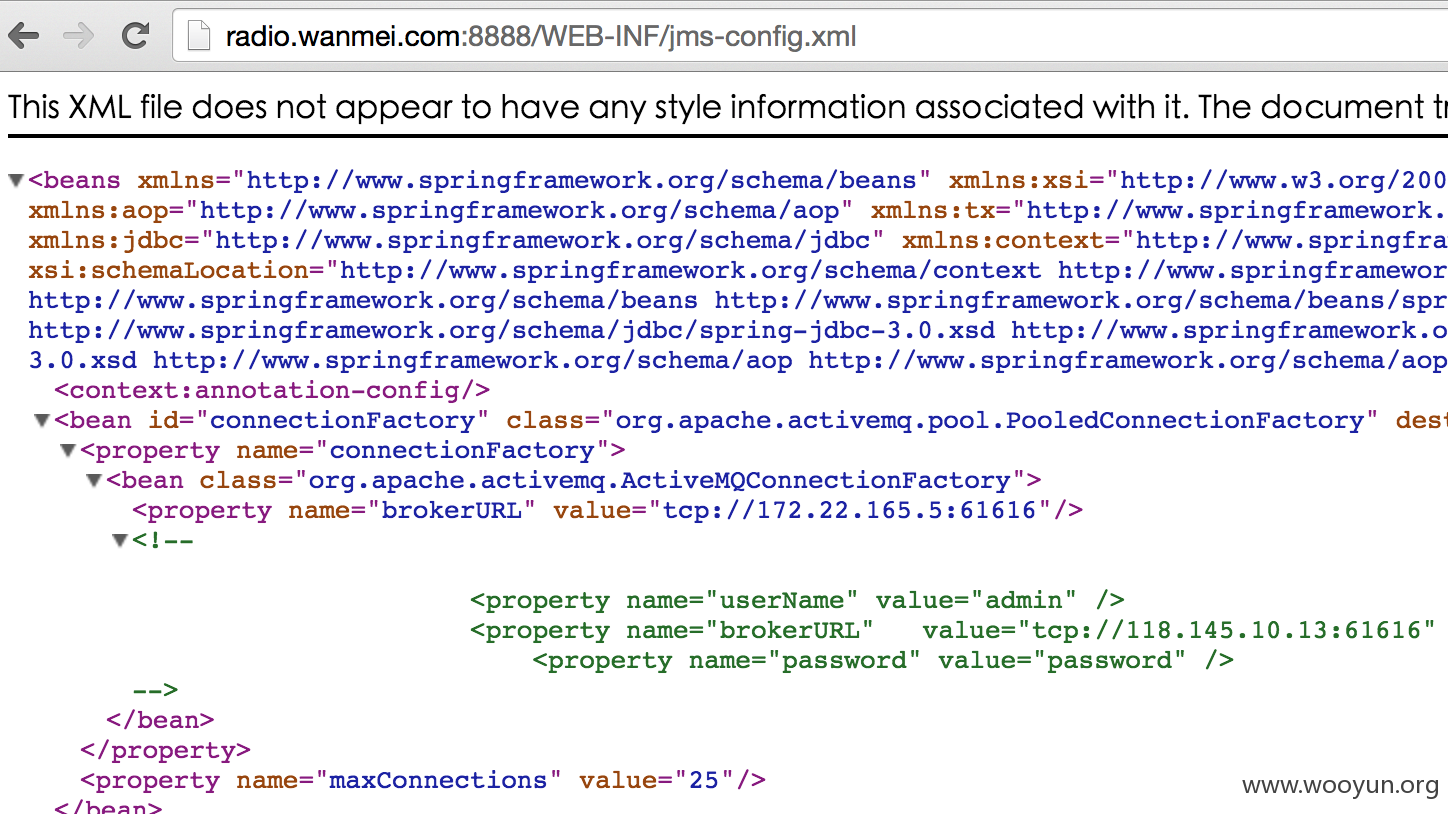 radio.wanmei.com:8888/WEB-INF/jms-config.xml
This XML file does not appear to have any style information associated with it. The document tr
<beans xmlns="http://www.springframework.org/schema/beans" xmlns:xsi="http://www.w3.org/200
xmlns:aop="http://www.springframework.org/schema/aop" xmlns:tx="http://www.springframework.
xmlns:jdbc="http://www.springframework.org/schema/jdbc" xmlns:context="http://www.springfra
xsi:schemaLocation="http://www.springframework.org/schema/context http://www.springframewor
http://www.springframework.org/schema/beans http://www.springframework.org/schema/beans/spr
http://www.springframework.org/schema/jdbc/spring-jdbc-3.0.xsd http://www.springframework.o
3.0.xsd http://www.springframework.org/schema/aop http://www.springframework.org/schema/aop
<context:annotation-config/>
<bean id="connectionFactory" class="org.apache.activemq.pool.PooledConnectionFactory" dest
<property name="connectionFactory">
<bean class="org.apache.activemq.ActiveMQConnectionFactory">
<property name="brokerURL" value="tcp://172.22.165.5:61616"/>
<!--
<property name="userName" value="admin" />
<property name="brokerURL" value="tcp://118.145.10.13:61616"
<property name="password" value="password" />
-->
</bean>
</property>
<property name="maxConnections" value="25"/>
</bean>
www.wooyun.org